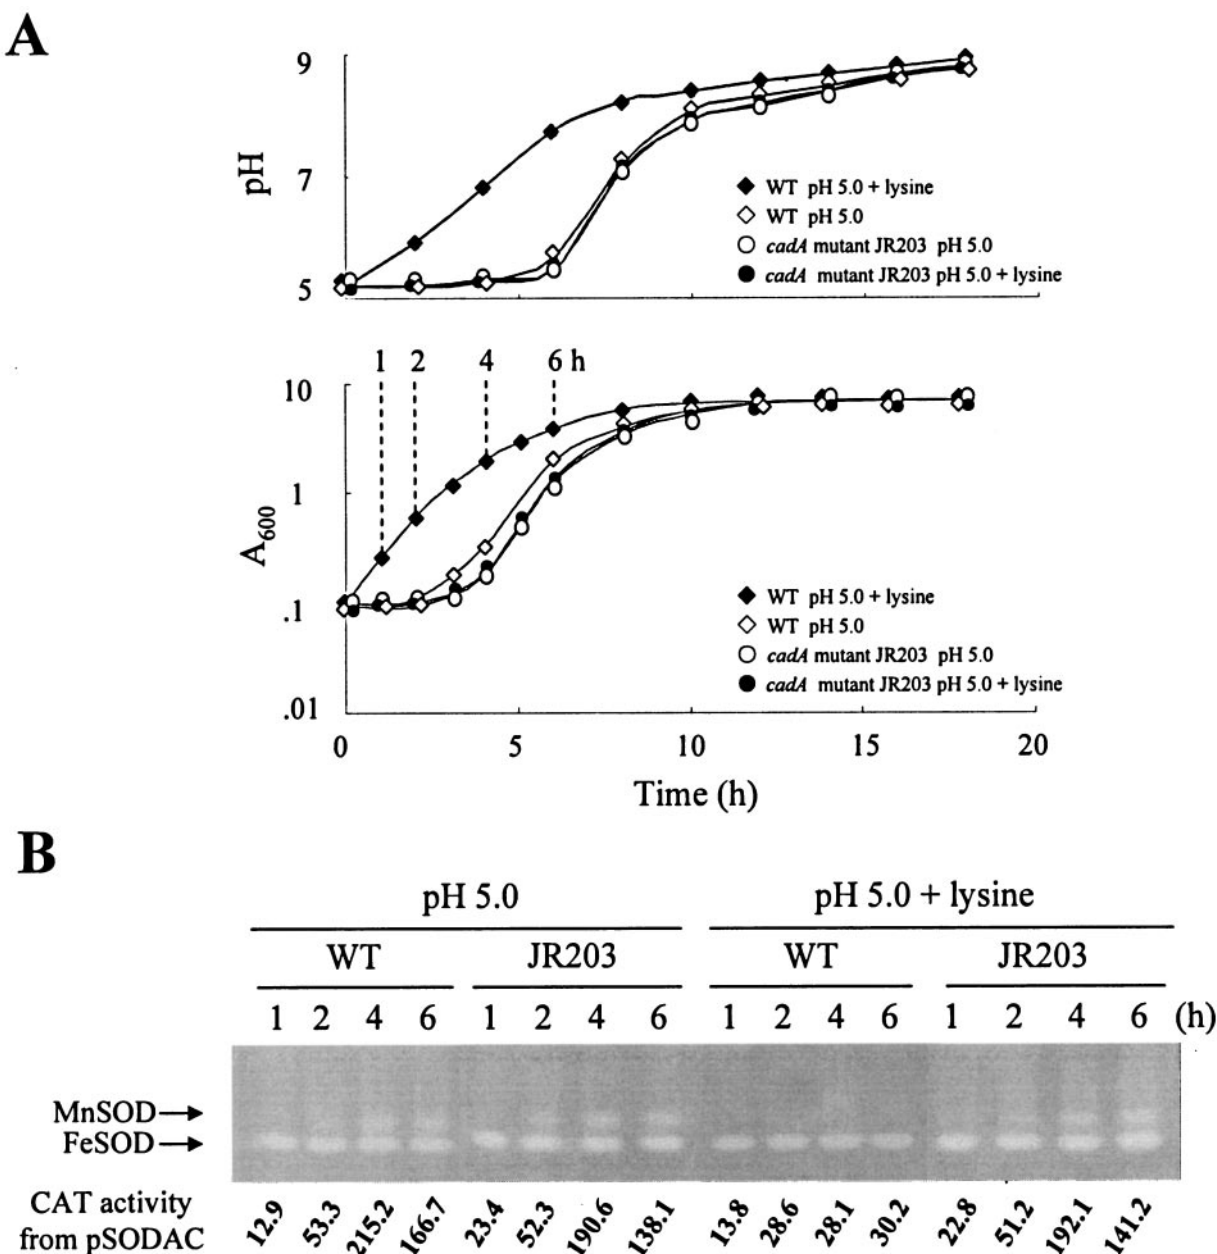 A
9
7
5
pH
WT pH 5.0 + lysine
WT pH 5.0
cadA mutant JR203 pH 5.0
cadA mutant JR203 pH 5.0 + lysine
1 2 4 6 h
10
1
.1
.01
A600
WT pH 5.0 + lysine
WT pH 5.0
cadA mutant JR203 pH 5.0
cadA mutant JR203 pH 5.0 + lysine
0 5 10 15 20
Time (h)
B
pH 5.0 pH 5.0 + lysine
WT JR203 WT JR203
1 2 4 6 1 2 4 6 1 2 4 6 1 2 4 6 (h)
MnSOD
FeSOD
CAT activity
from pSODAC
12.9 53.3 215.2 166.7 23.4 52.3 190.6 138.1 13.8 28.6 28.1 30.2 22.8 51.2 192.1 141.2